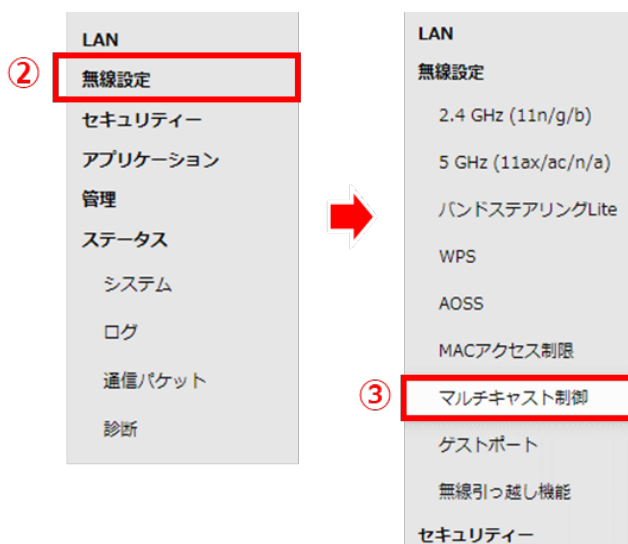 ②
LAN
無線設定
セキュリティー
アプリケーション
管理
ステータス
システム
ログ
通信パケット
診断
LAN
無線設定
2.4 GHz (11n/g/b)
5 GHz (11ax/ac/n/a)
バンドステアリングLite
WPS
AOSS
MACアクセス制限
③
マルチキャスト制御
ゲストポート
無線引っ越し機能
セキュリティー